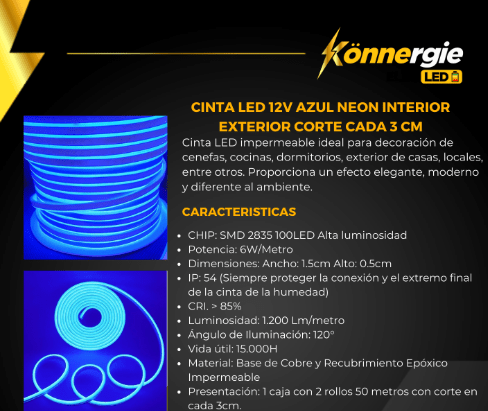 Könnergie
LED
CINTA LED 12V AZUL NEON INTERIOR
EXTERIOR CORTE CADA 3 CM
Cinta LED impermeable ideal para decoración de
cenefas, cocinas, dormitorios, exterior de casas, locales,
entre otros. Proporciona un efecto elegante, moderno
y diferente al ambiente.
CARACTERISTICAS
• CHIP: SMD 2835 100LED Alta luminosidad
• Potencia: 6W/Metro
• Dimensiones: Ancho: 1.5cm Alto: 0.5cm
• IP: 54 (Siempre proteger la conexión y el extremo final
de la cinta de la humedad)
• CRI. > 85%
• Luminosidad: 1.200 Lm/metro
• Ángulo de Iluminación: 120°
• Vida útil: 15.000H
• Material: Base de Cobre y Recubrimiento Epóxico
Impermeable
• Presentación: 1 caja con 2 rollos 50 metros con corte en
cada 3cm.